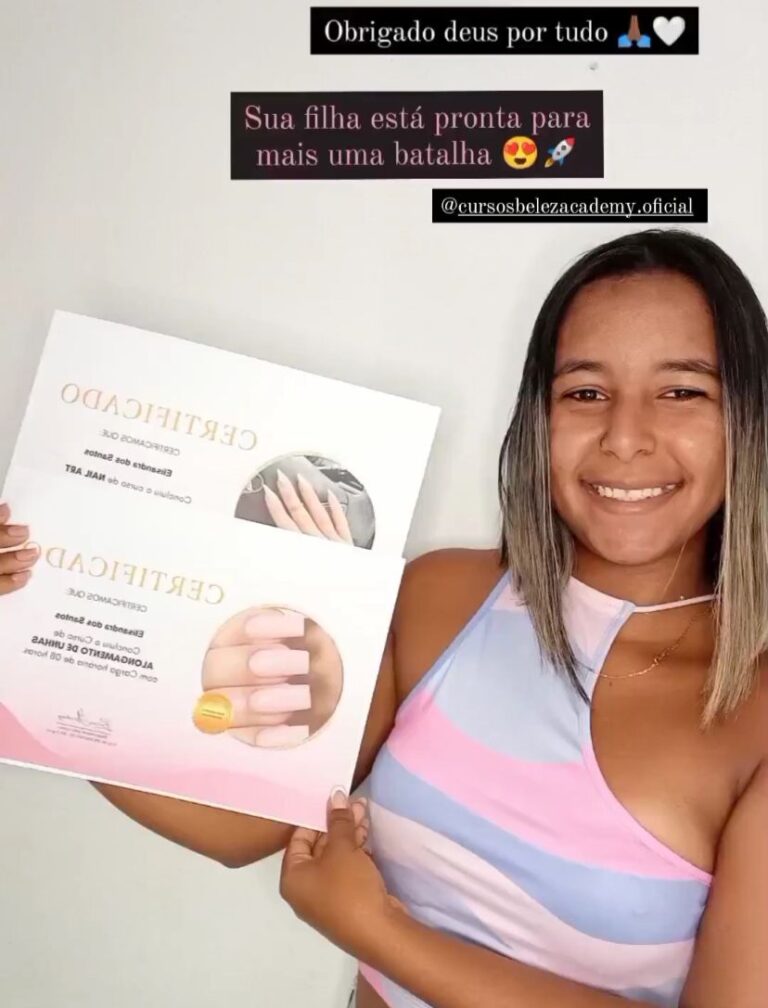 Obrigado deus por tudo 🙏🏿🤍
Sua filha está pronta para
mais uma batalha 😍🚀
@cursosbelezacademy.oficial
CERTIFICADO
CERTIFICAMOS QUE:
Elisandra dos Santos
Concluiu o curso de NAIL ART
CERTIFICADO
CERTIFICAMOS QUE:
Elisandra dos Santos
Concluiu o Curso de
ALONGAMENTO DE UNHAS
com Carga horária de 08 horas